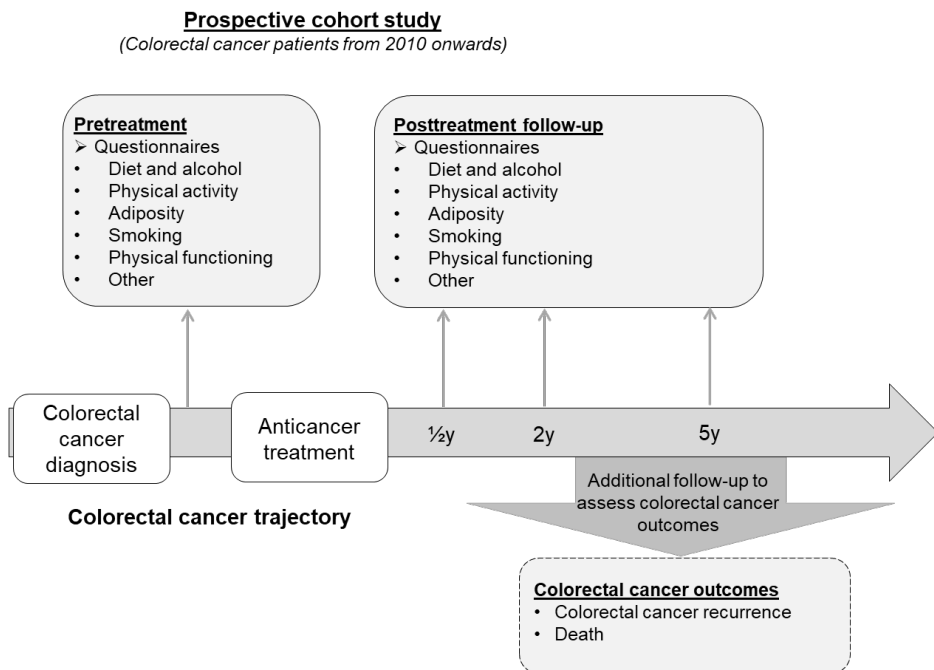 Prospective cohort study
(Colorectal cancer patients from 2010 onwards)
Pretreatment
➢ Questionnaires
• Diet and alcohol
• Physical activity
• Adiposity
• Smoking
• Physical functioning
• Other
Posttreatment follow-up
➢ Questionnaires
• Diet and alcohol
• Physical activity
• Adiposity
• Smoking
• Physical functioning
• Other
Colorectal
cancer
diagnosis
Anticancer
treatment
½y
2y
5y
Additional follow-up to
assess colorectal cancer
outcomes
Colorectal cancer trajectory
Colorectal cancer outcomes
• Colorectal cancer recurrence
• Death